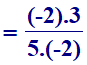 = (-2).3
5.(-2)